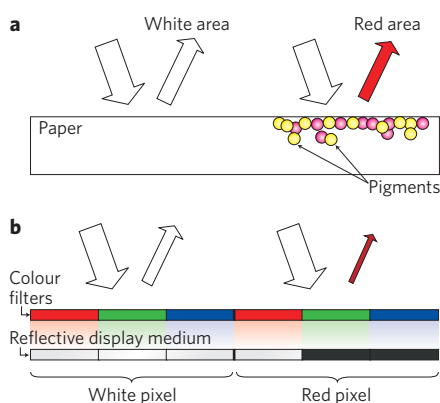 a
White area
Red area
Paper
Pigments
b
Colour
filters
Reflective display medium
White pixel
Red pixel